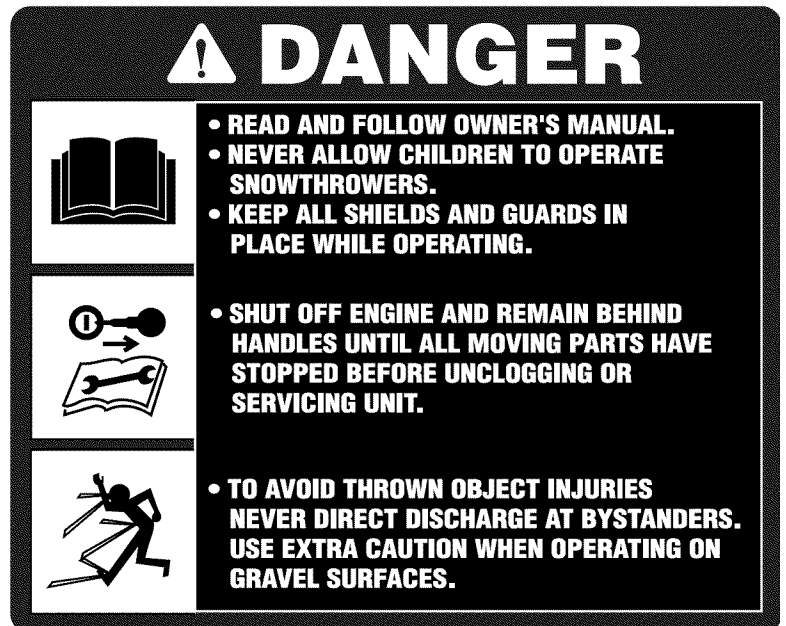 DANGER
• READ AND FOLLOW OWNER'S MANUAL.
• NEVER ALLOW CHILDREN TO OPERATE
SNOWTHROWERS.
• KEEP ALL SHIELDS AND GUARDS IN
PLACE WHILE OPERATING.
• SHUT OFF ENGINE AND REMAIN BEHIND
HANDLES UNTIL ALL MOVING PARTS HAVE
STOPPED BEFORE UNCLOGGING OR
SERVICING UNIT.
• TO AVOID THROWN OBJECT INJURIES
NEVER DIRECT DISCHARGE AT BYSTANDERS.
USE EXTRA CAUTION WHEN OPERATING ON
GRAVEL SURFACES.